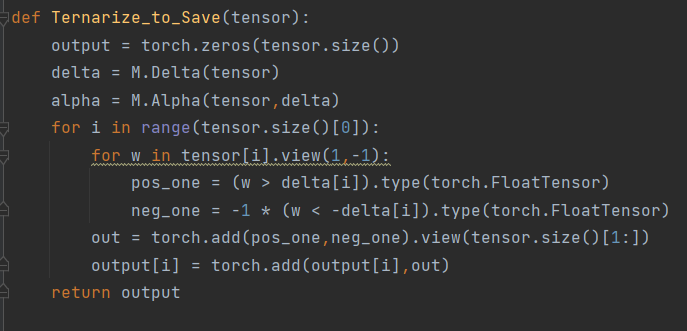 def Ternarize_to_Save(tensor):
    output = torch.zeros(tensor.size())
    delta = M.Delta(tensor)
    alpha = M.Alpha(tensor,delta)
    for i in range(tensor.size()[0]):
        for w in tensor[i].view(1,-1):
            pos_one = (w > delta[i]).type(torch.FloatTensor)
            neg_one = -1 * (w < -delta[i]).type(torch.FloatTensor)
        out = torch.add(pos_one,neg_one).view(tensor.size()[1:])
        output[i] = torch.add(output[i],out)
    return output